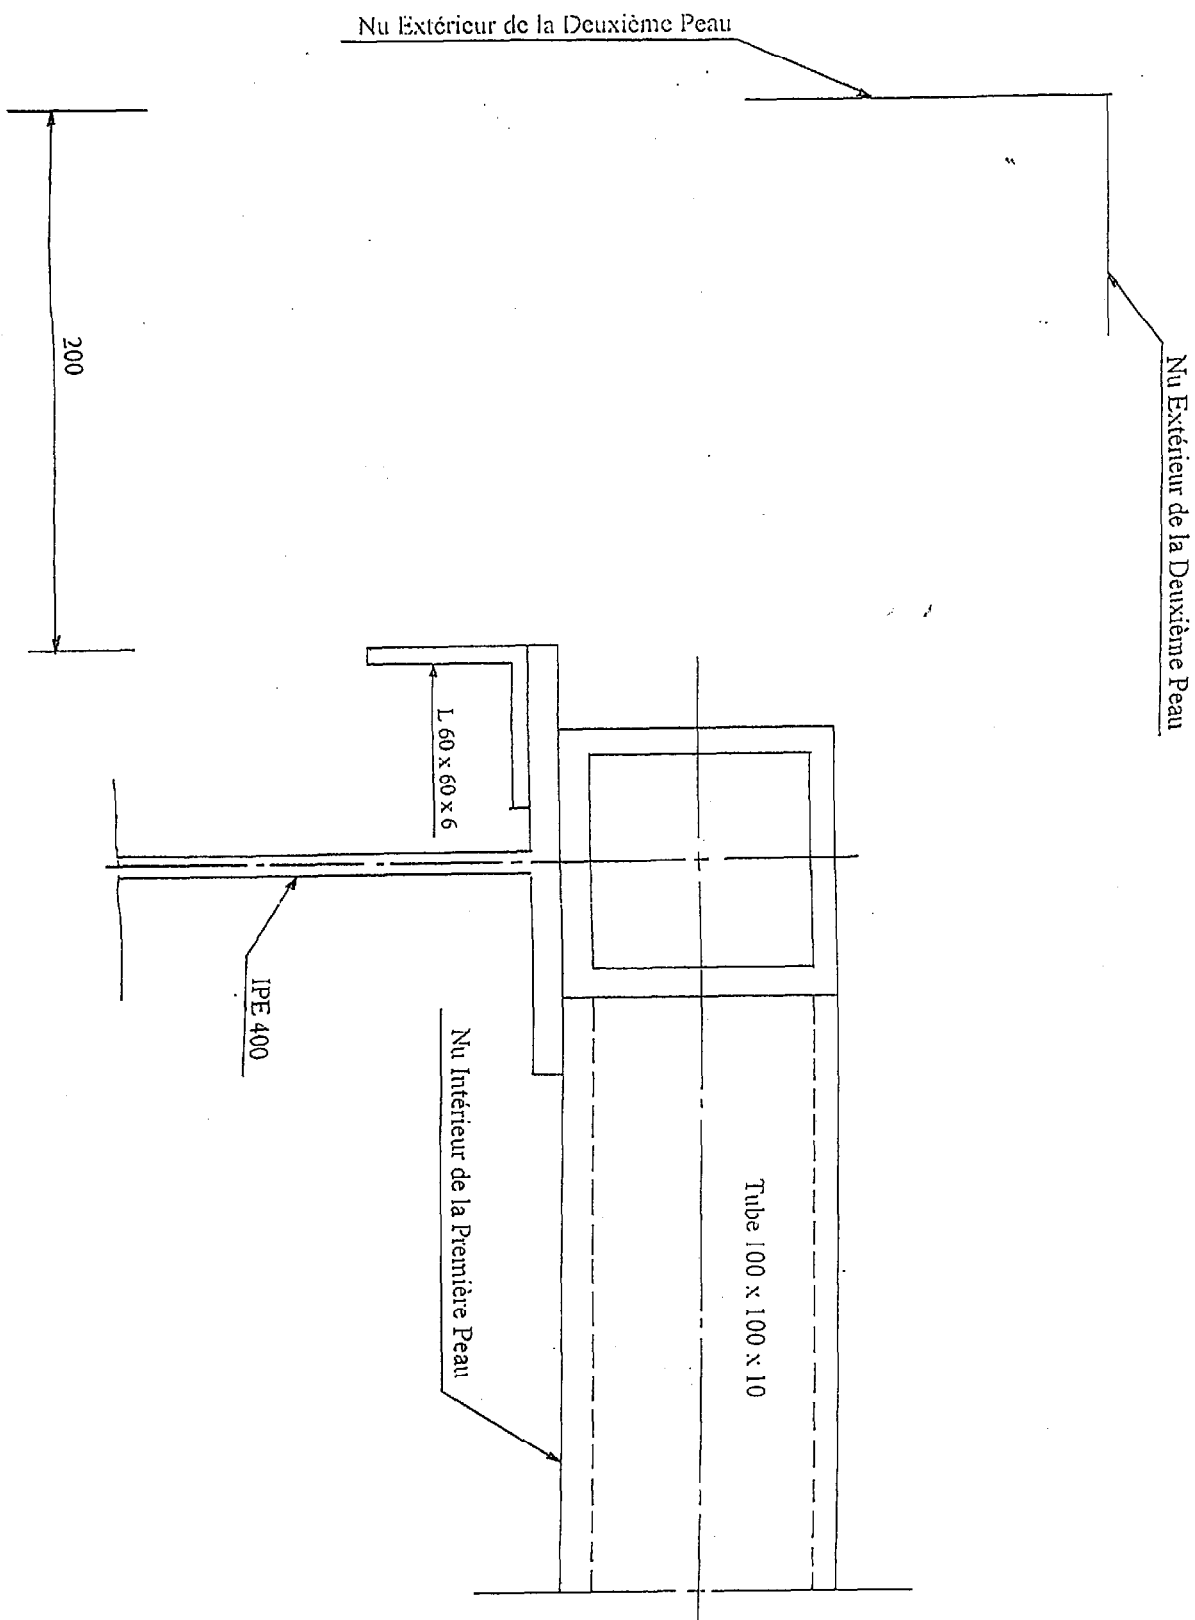 Nu Extérieur de la Deuxième Peau
Nu Extérieur de la Deuxième Peau
200
L 60 x 60 x 6
IPE 400
Nu Intérieur de la Première Peau
Tube 100 x 100 x 10